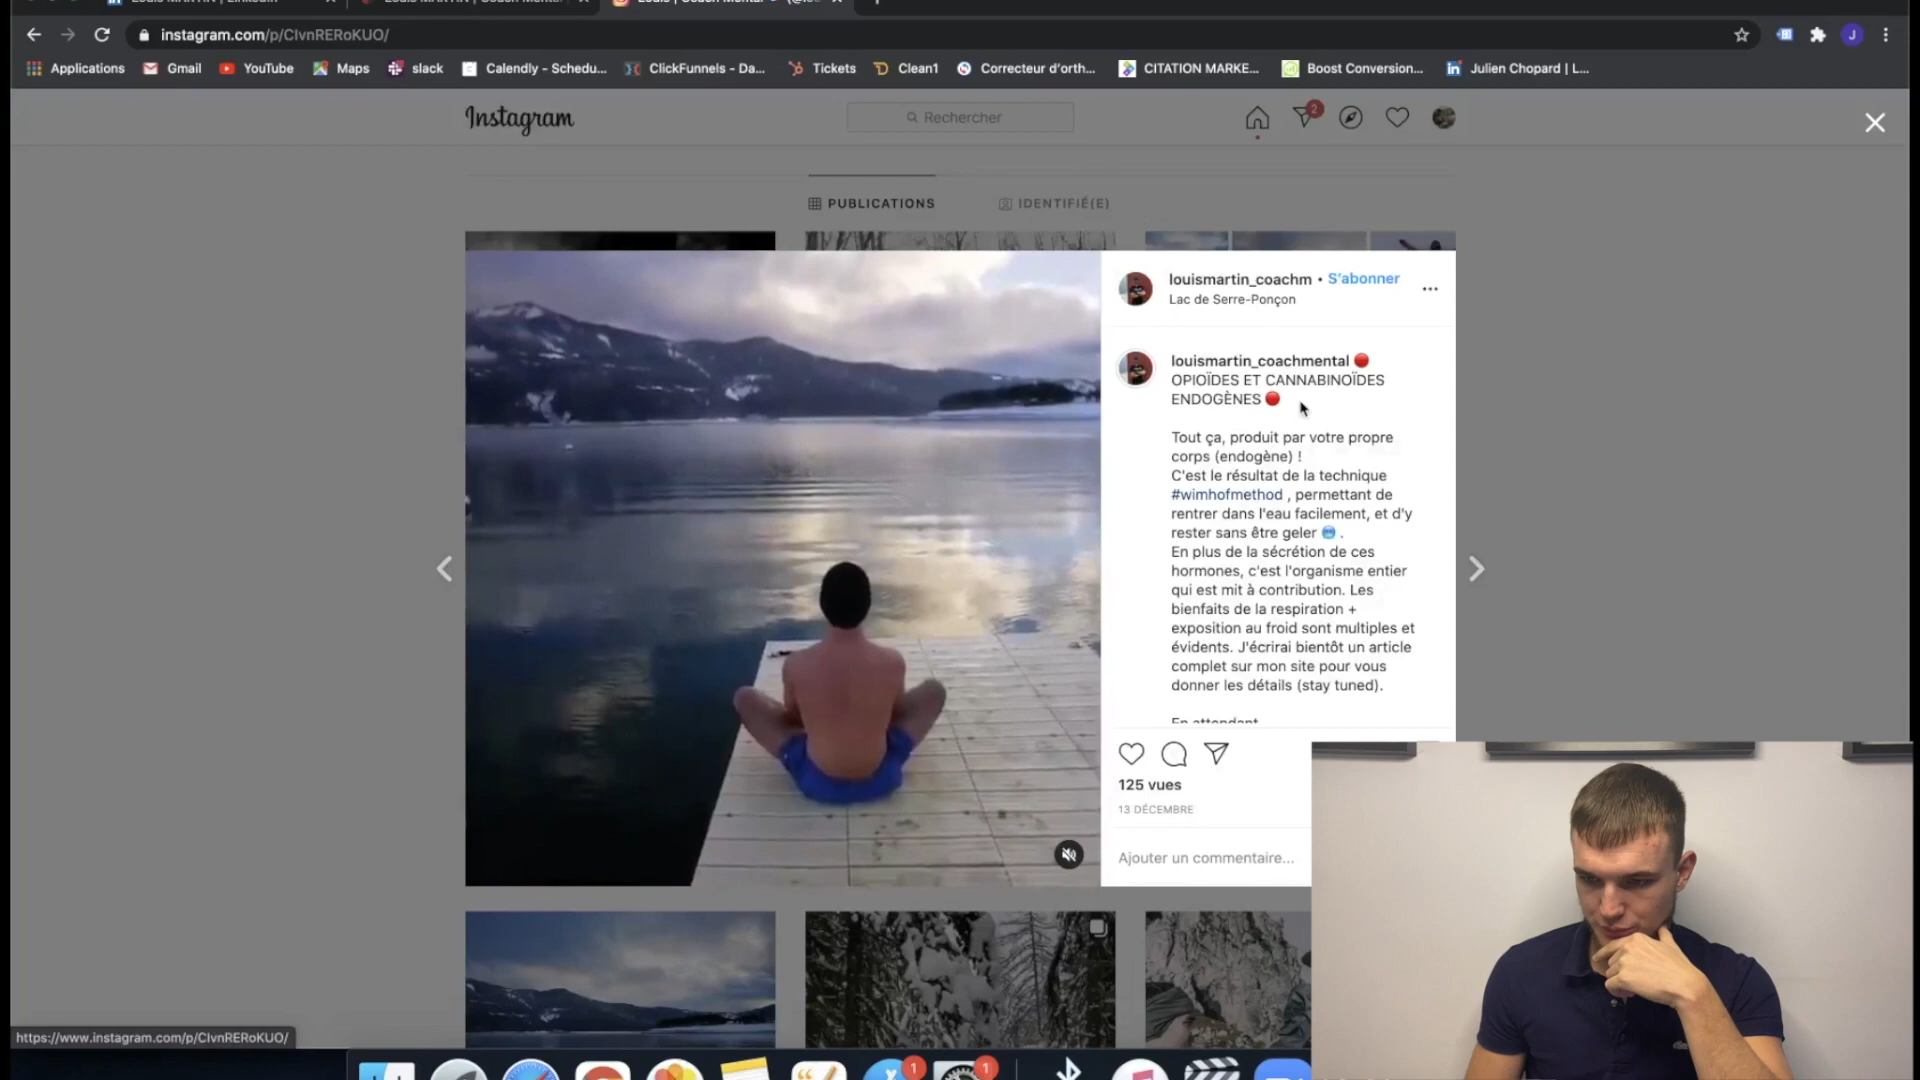 instagram.com/p/CIvnRERoKUO/
J
Applications
Gmail
YouTube
Maps
slack
Calendly - Schedu...
ClickFunnels - Da...
Tickets
Clean1
Correcteur d'orth...
CITATION MARKE...
Boost Conversion...
Julien Chopard | L...
Instagram
Rechercher
2
PUBLICATIONS
IDENTIFIÉ(E)
louismartin_coachm • S'abonner
Lac de Serre-Ponçon
louismartin_coachmental 🔴
OPIOÏDES ET CANNABINOÏDES
ENDOGÈNES 🔴
Tout ça, produit par votre propre
corps (endogène) !
C'est le résultat de la technique
#wimhofmethod , permettant de
rentrer dans l'eau facilement, et d'y
rester sans être geler 🥶 .
En plus de la sécrétion de ces
hormones, c'est l'organisme entier
qui est mit à contribution. Les
bienfaits de la respiration +
exposition au froid sont multiples et
évidents. J'écrirai bientôt un article
complet sur mon site pour vous
donner les détails (stay tuned).
En attendant
125 vues
13 DÉCEMBRE
Ajouter un commentaire...
https://www.instagram.com/p/CIvnRERoKUO/
1
1